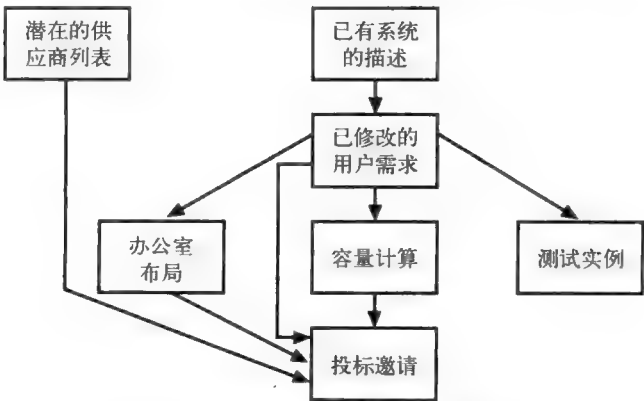 潜在的供
应商列表
已有系统
的描述
已修改的
用户需求
办公室
布局
容量计算
测试实例
投标邀请